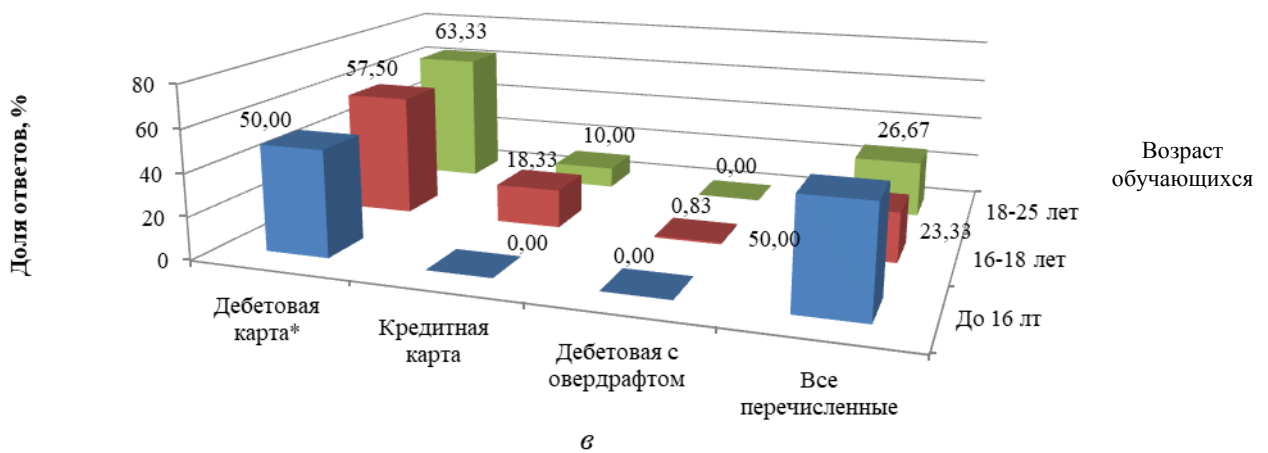 Доля ответов, %
80
60
40
20
0
50,00
57,50
63,33
0,00
18,33
10,00
0,00
0,83
0,00
50,00
23,33
26,67
Дебетовая
карта*
Кредитная
карта
Дебетовая с
овердрафтом
Все
перечисленные
До 16 лт
16-18 лет
18-25 лет
Возраст
обучающихся
в